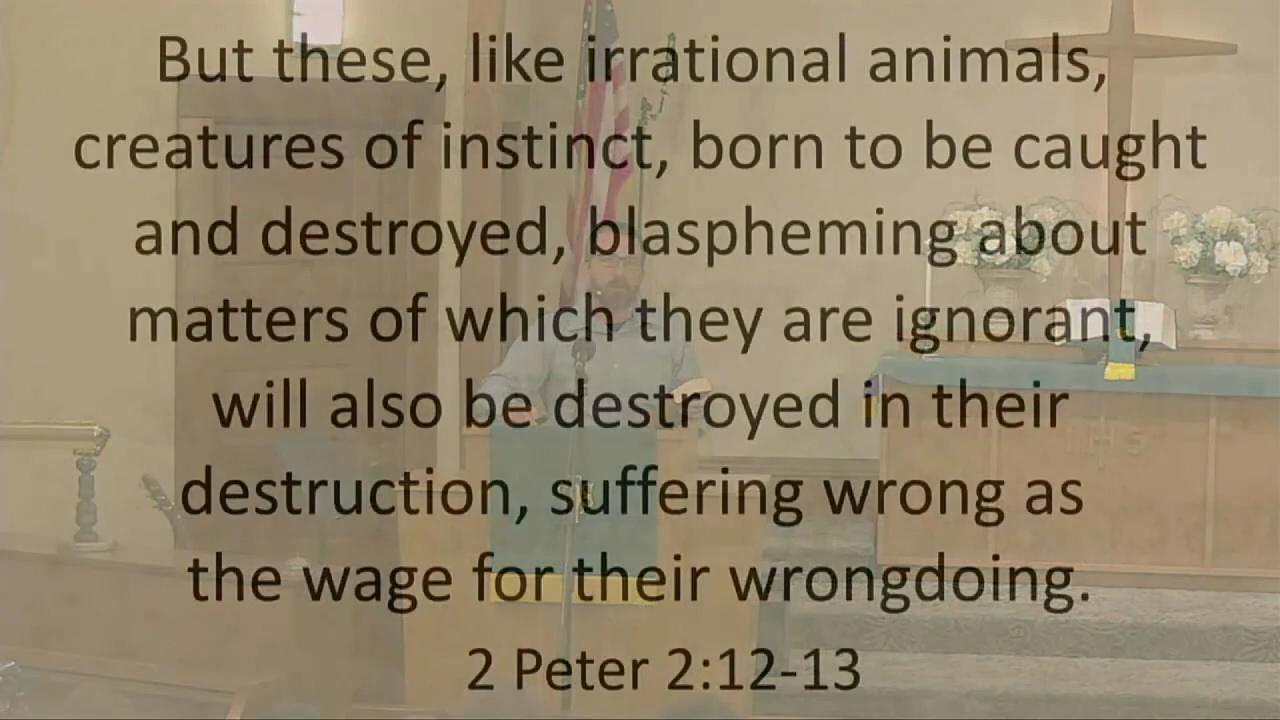 But these, like irrational animals,
creatures of instinct, born to be caught
and destroyed, blaspheming about
matters of which they are ignorant,
will also be destroyed in their
destruction, suffering wrong as
the wage for their wrongdoing.
2 Peter 2:12-13
IHS